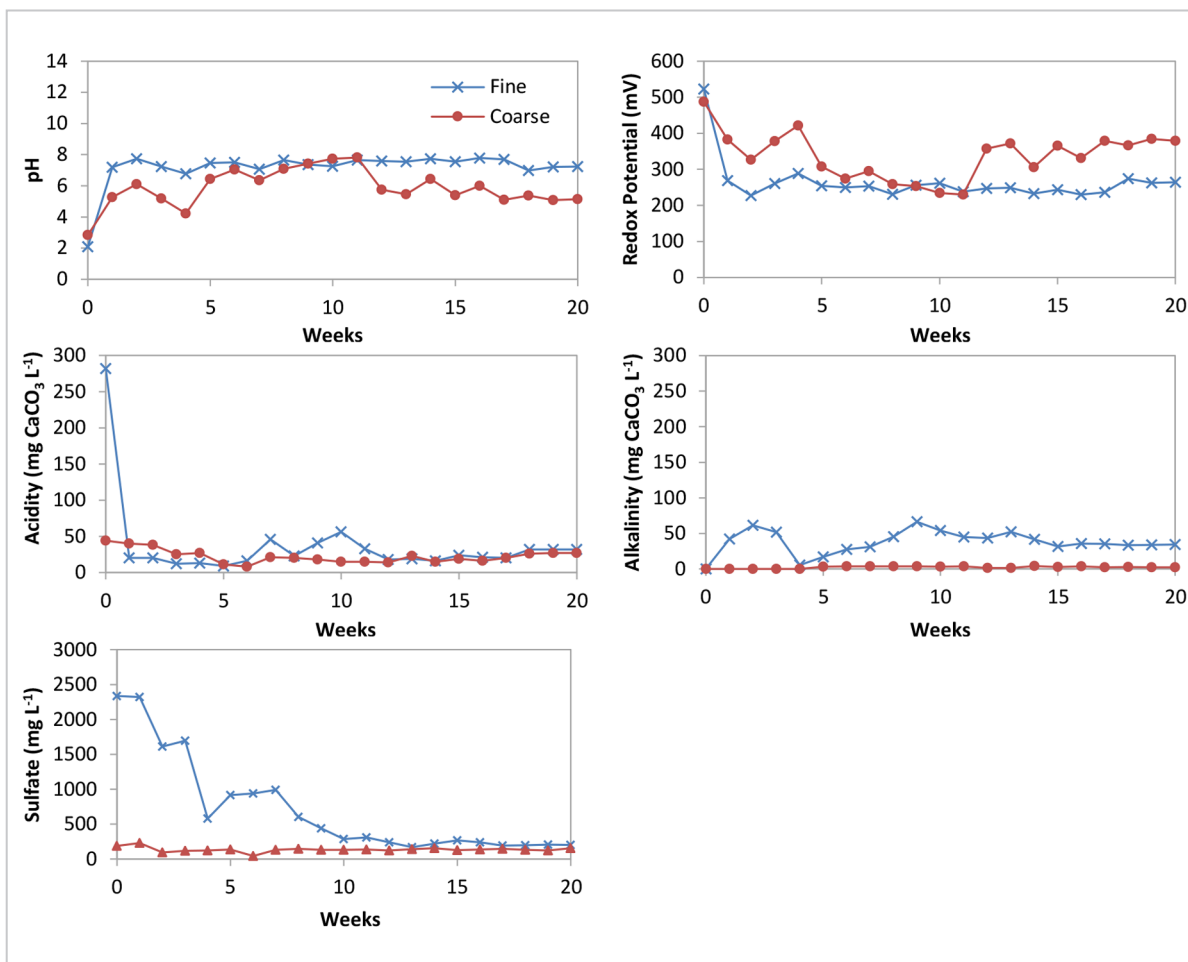 14
12
10
8
6
4
2
0
pH
Fine
Coarse
0 5 10 15 20
Weeks
600
500
400
300
200
100
0
Redox Potential (mV)
0 5 10 15 20
Weeks
300
250
200
150
100
50
0
Acidity (mg CaCO₃ L⁻¹)
0 5 10 15 20
Weeks
300
250
200
150
100
50
0
Alkalinity (mg CaCO₃ L⁻¹)
0 5 10 15 20
Weeks
3000
2500
2000
1500
1000
500
0
Sulfate (mg L⁻¹)
0 5 10 15 20
Weeks